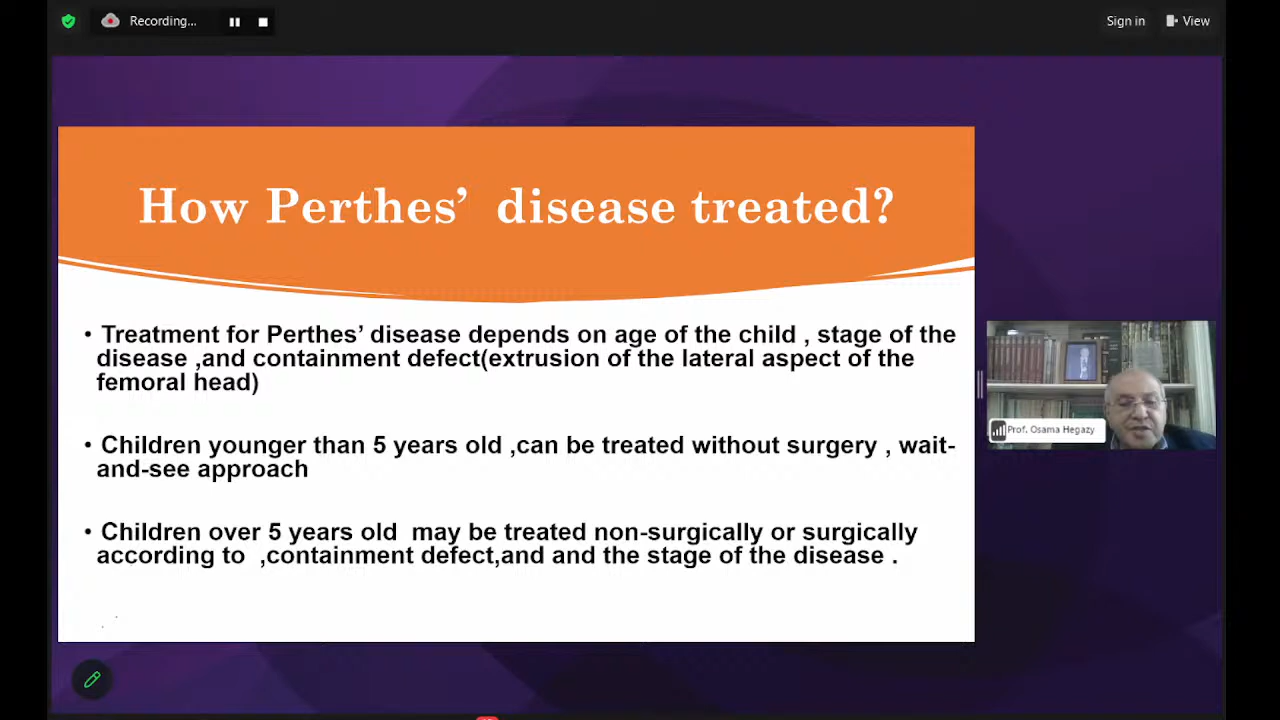 Recording...
Sign in
View
How Perthes’ disease treated?
• Treatment for Perthes’ disease depends on age of the child , stage of the
disease ,and containment defect(extrusion of the lateral aspect of the
femoral head)
• Children younger than 5 years old ,can be treated without surgery , wait-
and-see approach
• Children over 5 years old may be treated non-surgically or surgically
according to ,containment defect,and and the stage of the disease .
Prof. Osama Hegazy